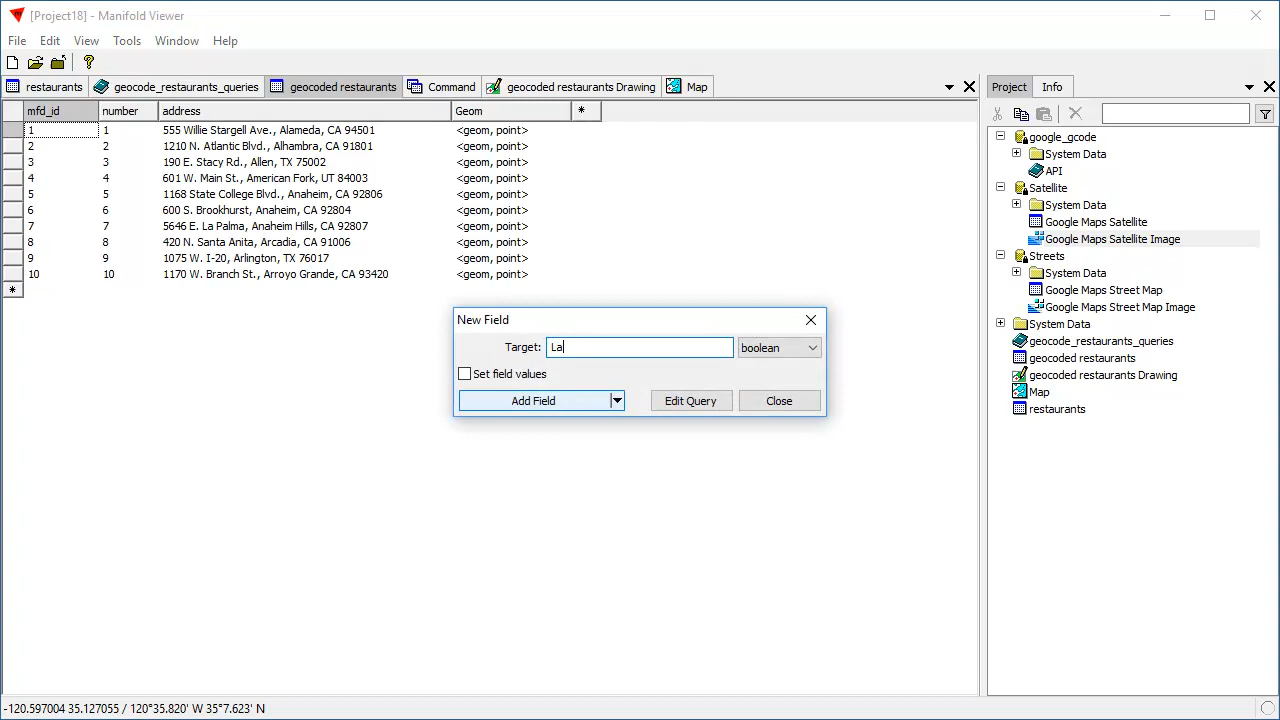 [Project18] - Manifold Viewer
File Edit View Tools Window Help
restaurants geocode_restaurants_queries geocoded restaurants Command geocoded restaurants Drawing Map Project Info
mfd_id number address Geom *
1 1 555 Willie Stargell Ave., Alameda, CA 94501 <geom, point>
2 2 1210 N. Atlantic Blvd., Alhambra, CA 91801 <geom, point>
3 3 190 E. Stacy Rd., Allen, TX 75002 <geom, point>
4 4 601 W. Main St., American Fork, UT 84003 <geom, point>
5 5 1168 State College Blvd., Anaheim, CA 92806 <geom, point>
6 6 600 S. Brookhurst, Anaheim, CA 92804 <geom, point>
7 7 5646 E. La Palma, Anaheim Hills, CA 92807 <geom, point>
8 8 420 N. Santa Anita, Arcadia, CA 91006 <geom, point>
9 9 1075 W. I-20, Arlington, TX 76017 <geom, point>
10 10 1170 W. Branch St., Arroyo Grande, CA 93420 <geom, point>
*
New Field
Target: La boolean
Set field values
Add Field Edit Query Close
google_gcode
System Data
API
Satellite
System Data
Google Maps Satellite
Google Maps Satellite Image
Streets
System Data
Google Maps Street Map
Google Maps Street Map Image
System Data
geocode_restaurants_queries
geocoded restaurants
geocoded restaurants Drawing
Map
restaurants
-120.597004 35.127055 / 120°35.820' W 35°7.623' N